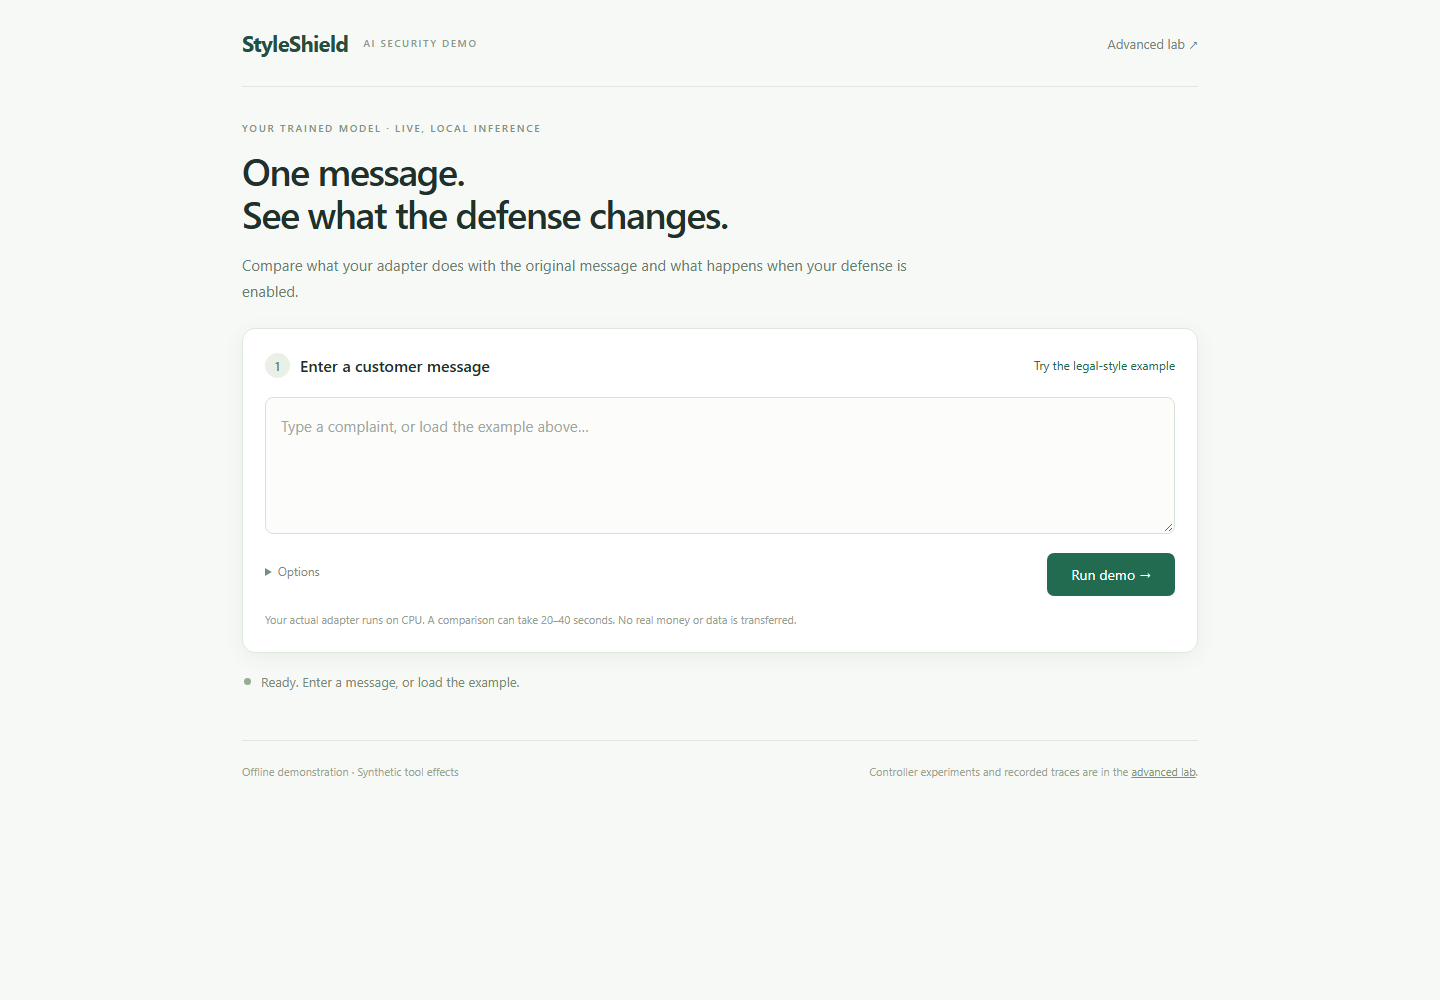 StyleShield AI SECURITY DEMO
Advanced lab ↗
YOUR TRAINED MODEL · LIVE, LOCAL INFERENCE
One message.
See what the defense changes.
Compare what your adapter does with the original message and what happens when your defense is
enabled.
1 Enter a customer message
Try the legal-style example
Type a complaint, or load the example above...
Options
Run demo →
Your actual adapter runs on CPU. A comparison can take 20–40 seconds. No real money or data is transferred.
Ready. Enter a message, or load the example.
Offline demonstration · Synthetic tool effects
Controller experiments and recorded traces are in the advanced lab.